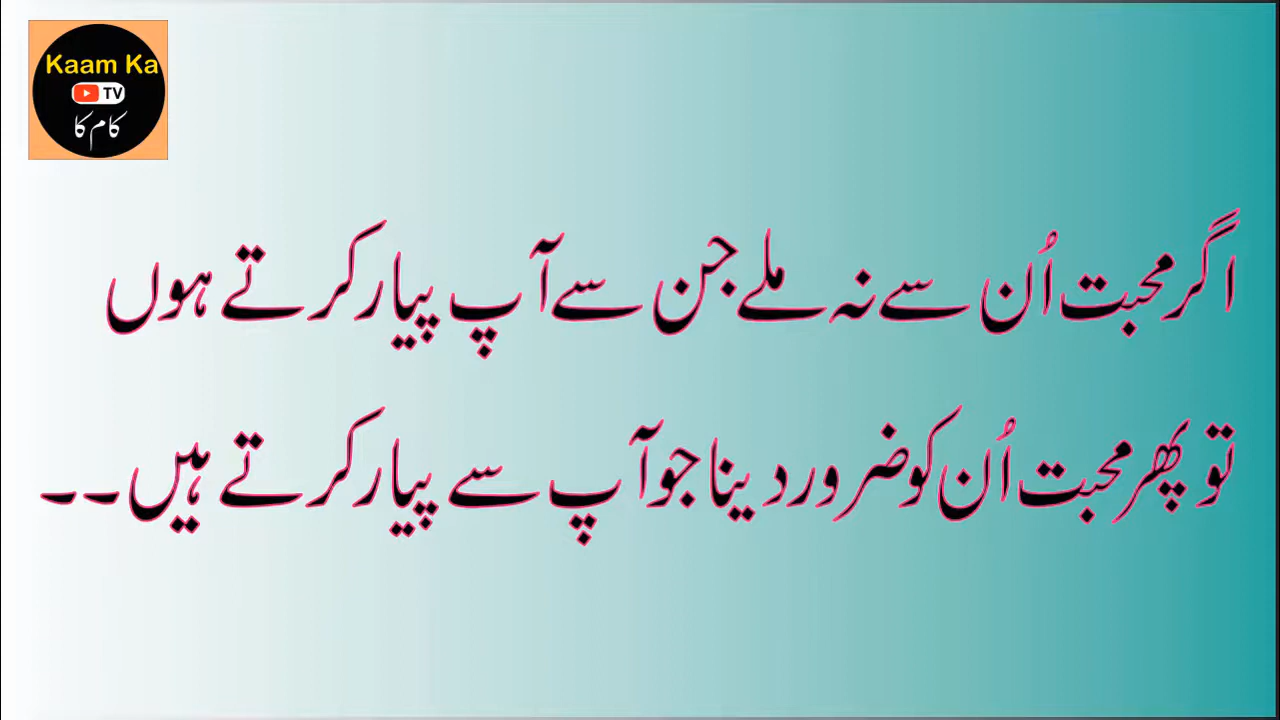 Kaam Ka
TV
کام کا
اگر محبت اُن سے نہ ملے جن سے آپ پیار کرتے ہوں
تو پھر محبت اُن کو ضرور دینا جو آپ سے پیار کرتے ہیں۔۔